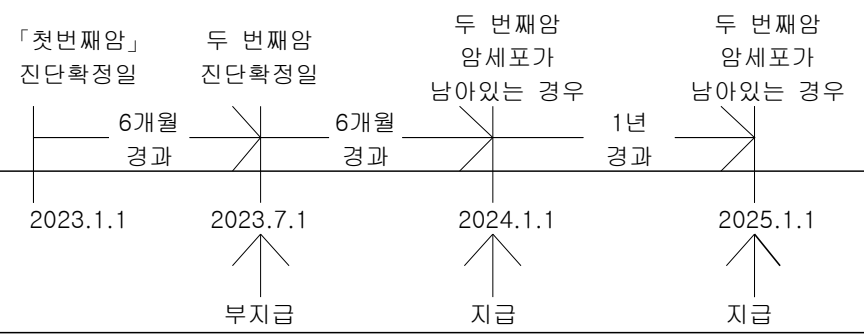 「첫번째암」
진단확정일
두 번째암
진단확정일
두 번째암
암세포가
남아있는 경우
두 번째암
암세포가
남아있는 경우
6개월
경과
6개월
경과
1년
경과
2023.1.1
2023.7.1
2024.1.1
2025.1.1
부지급
지급
지급